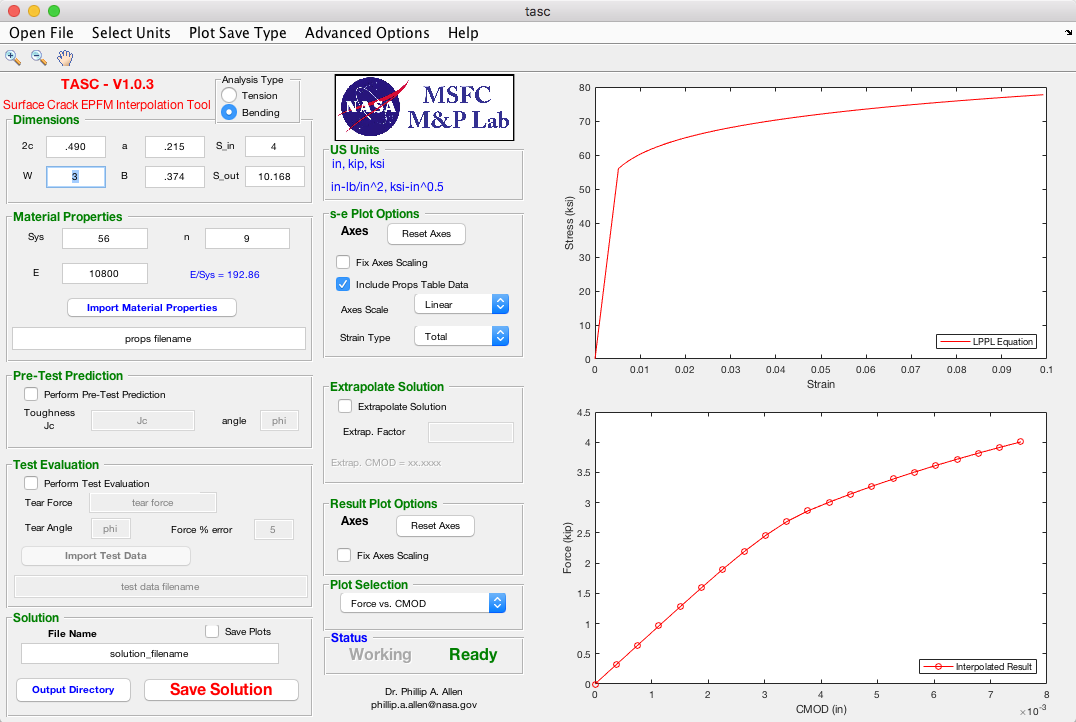 tasc
Open File Select Units Plot Save Type Advanced Options Help
TASC - V1.0.3
Surface Crack EPFM Interpolation Tool
Analysis Type
Tension
Bending
Dimensions
2c .490 a .215 S_in 4
W 3 B .374 S_out 10.168
Material Properties
Sys 56 n 9
E 10800 E/Sys = 192.86
Import Material Properties
props filename
Pre-Test Prediction
Perform Pre-Test Prediction
Toughness
Jc Jc angle phi
Test Evaluation
Perform Test Evaluation
Tear Force tear force
Tear Angle phi Force % error 5
Import Test Data
test data filename
Solution
File Name Save Plots
solution_filename
Output Directory Save Solution
NASA
MSFC
M&P Lab
US Units
in, kip, ksi
in-lb/in^2, ksi-in^0.5
s-e Plot Options
Axes Reset Axes
Fix Axes Scaling
Include Props Table Data
Axes Scale Linear
Strain Type Total
Extrapolate Solution
Extrapolate Solution
Extrap. Factor
Extrap. CMOD = xx.xxxx
Result Plot Options
Axes Reset Axes
Fix Axes Scaling
Plot Selection
Force vs. CMOD
Status
Working Ready
Dr. Phillip A. Allen
phillip.a.allen@nasa.gov
80
70
60
50
40
30
20
10
0
Stress (ksi)
LPPL Equation
0 0.01 0.02 0.03 0.04 0.05 0.06 0.07 0.08 0.09 0.1
Strain
4.5
4
3.5
3
2.5
2
1.5
1
0.5
0
Force (kip)
Interpolated Result
0 1 2 3 4 5 6 7 8
CMOD (in)
×10⁻³